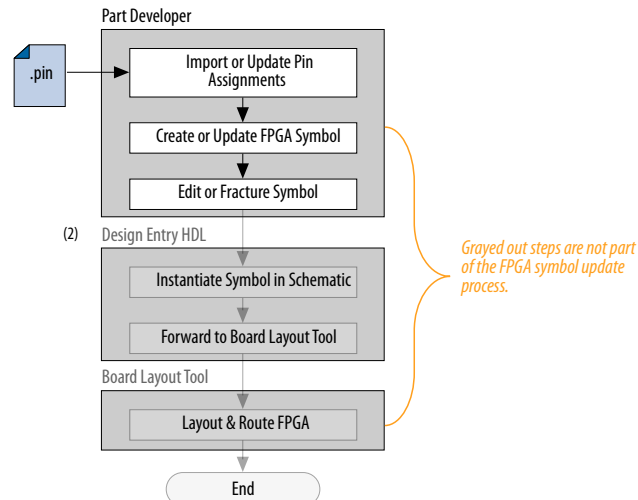 Part Developer
.pin
Import or Update Pin
Assignments
Create or Update FPGA Symbol
Edit or Fracture Symbol
(2)
Design Entry HDL
Instantiate Symbol in Schematic
Forward to Board Layout Tool
Grayed out steps are not part
of the FPGA symbol update
process.
Board Layout Tool
Layout & Route FPGA
End